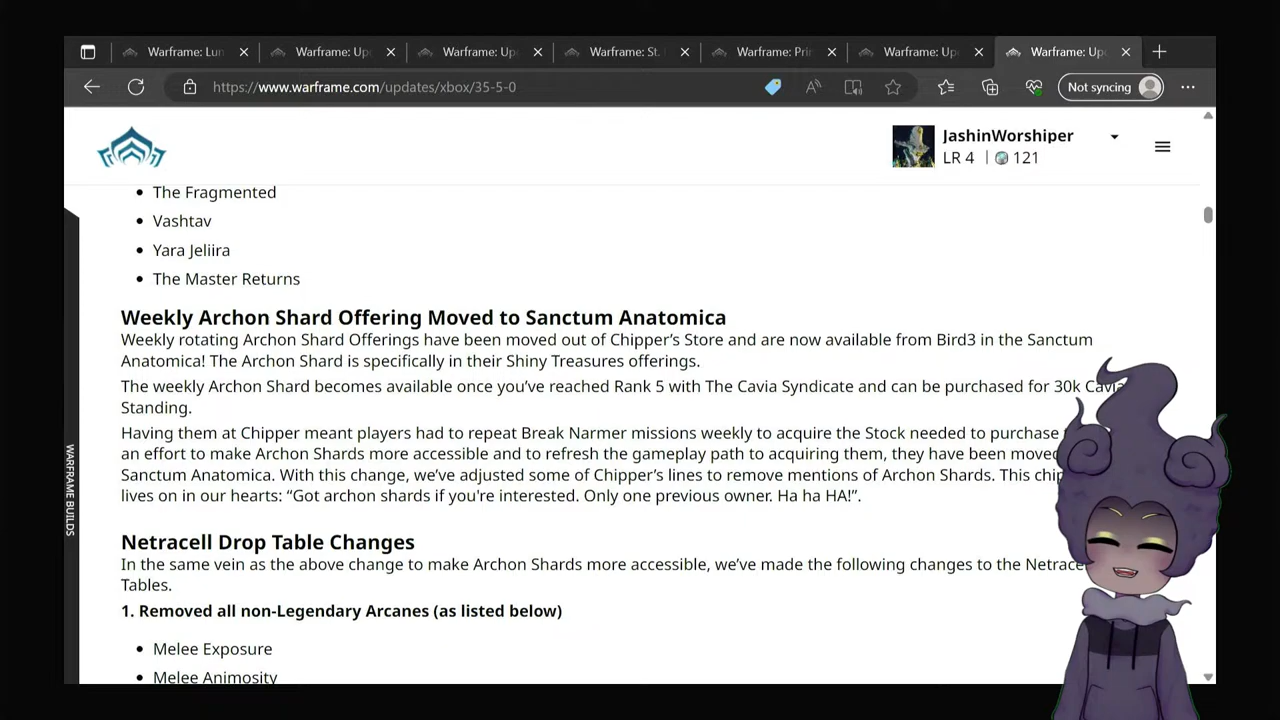 Warframe: Lun
Warframe: Up
Warframe: Up
Warframe: St.
Warframe: Pri
Warframe: Up
Warframe: Up
https://www.warframe.com/updates/xbox/35-5-0
Not syncing
JashinWorshiper
LR 4 | 121
The Fragmented
Vashtav
Yara Jeliira
The Master Returns
Weekly Archon Shard Offering Moved to Sanctum Anatomica
Weekly rotating Archon Shard Offerings have been moved out of Chipper's Store and are now available from Bird3 in the Sanctum
Anatomica! The Archon Shard is specifically in their Shiny Treasures offerings.
The weekly Archon Shard becomes available once you've reached Rank 5 with The Cavia Syndicate and can be purchased for 30k Cavia
Standing.
Having them at Chipper meant players had to repeat Break Narmer missions weekly to acquire the Stock needed to purchase
an effort to make Archon Shards more accessible and to refresh the gameplay path to acquiring them, they have been moved
Sanctum Anatomica. With this change, we've adjusted some of Chipper's lines to remove mentions of Archon Shards. This chi
lives on in our hearts: “Got archon shards if you're interested. Only one previous owner. Ha ha HA!”.
Netracell Drop Table Changes
In the same vein as the above change to make Archon Shards more accessible, we've made the following changes to the Netrace
Tables.
1. Removed all non-Legendary Arcanes (as listed below)
Melee Exposure
Melee Animosity
WARFRAME BUILDS